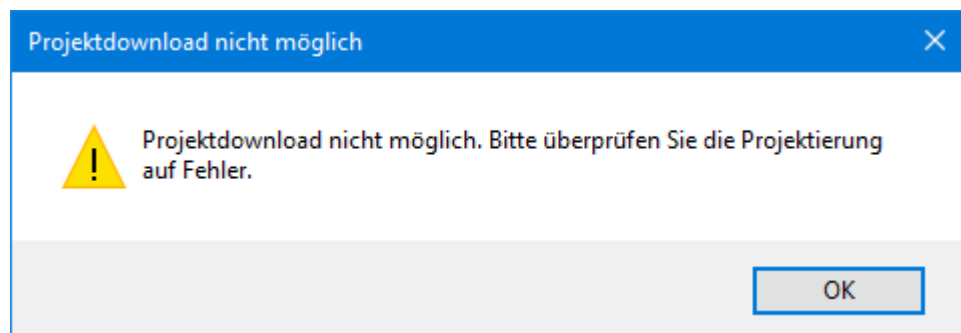 Projektdownload nicht möglich
Projektdownload nicht möglich. Bitte überprüfen Sie die Projektierung
auf Fehler.
OK